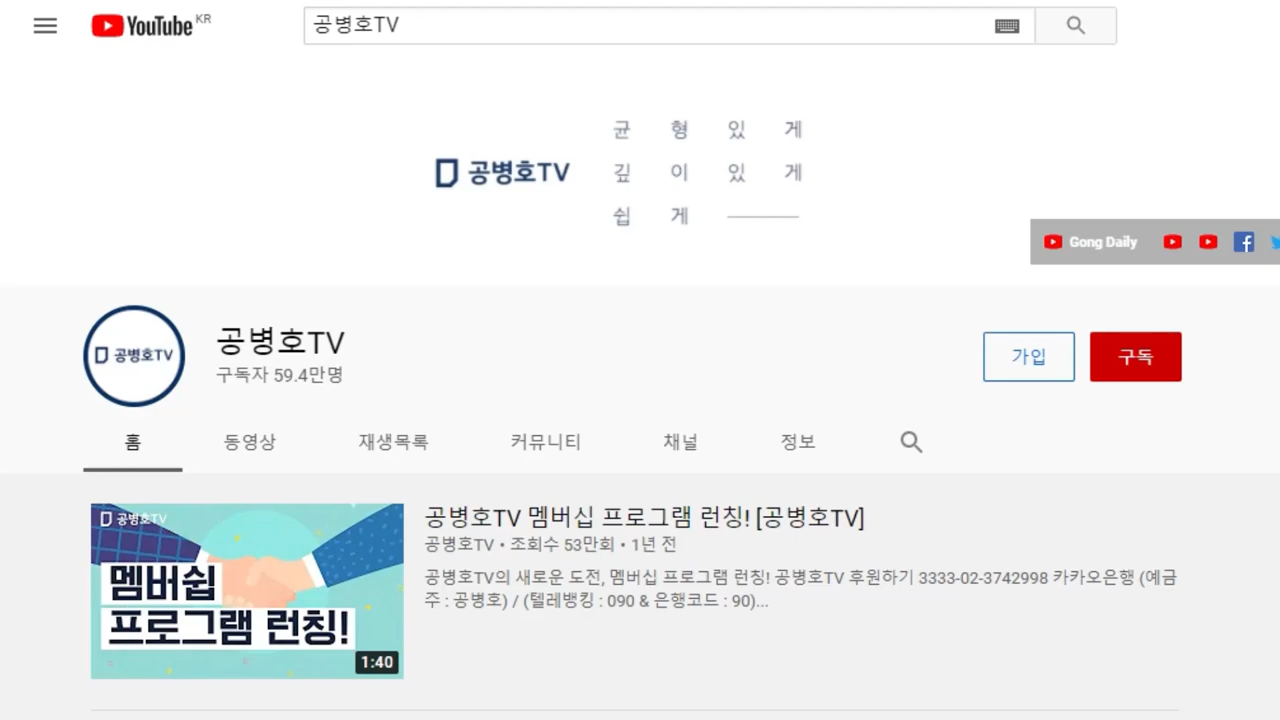 YouTube KR
공병호TV
균 형 있 게
깊 이 있 게
쉽 게
공병호TV
Gong Daily
공병호TV
공병호TV
구독자 59.4만명
가입
구독
홈
동영상
재생목록
커뮤니티
채널
정보
공병호TV
멤버쉽
프로그램 런칭!
1:40
공병호TV 멤버십 프로그램 런칭! [공병호TV]
공병호TV • 조회수 53만회 • 1년 전
공병호TV의 새로운 도전, 멤버십 프로그램 런칭! 공병호TV 후원하기 3333-02-3742998 카카오은행 (예금
주 : 공병호) / (텔레뱅킹 : 090 & 은행코드 : 90)...